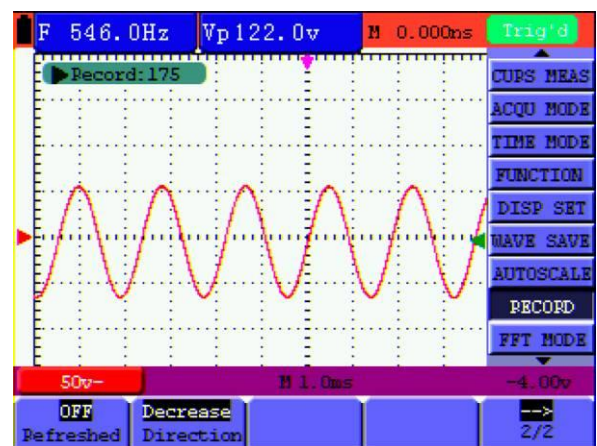 F 546.0Hz Vp122.0v M 0.000ns Trig'd
Record:175
CURS MEAS
ACQU MODE
TIME MODE
FUNCTION
DISP SET
WAVE SAVE
AUTOSCALE
RECORD
FFT MODE
50v- M 1.0ms -4.00v
OFF Decrease -->
Refreshed Direction 2/2